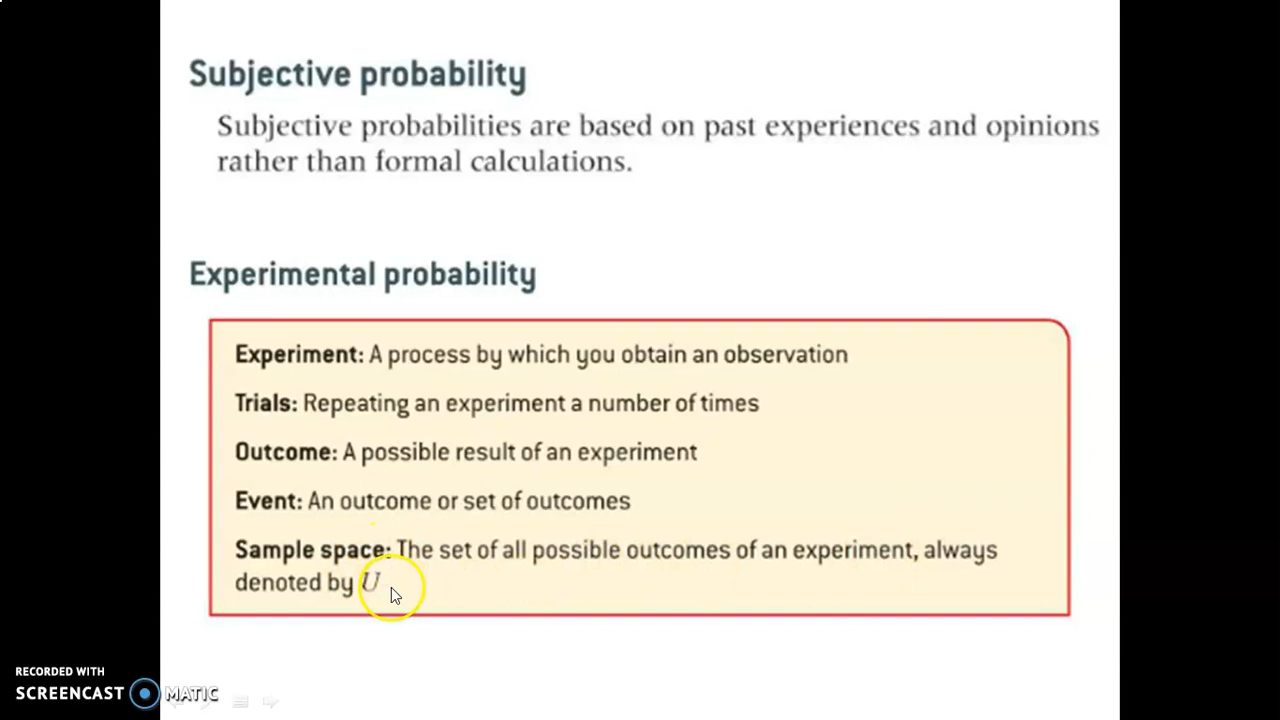 Subjective probability
Subjective probabilities are based on past experiences and opinions
rather than formal calculations.
Experimental probability
Experiment: A process by which you obtain an observation
Trials: Repeating an experiment a number of times
Outcome: A possible result of an experiment
Event: An outcome or set of outcomes
Sample space: The set of all possible outcomes of an experiment, always
denoted by U
RECORDED WITH
SCREENCAST MATIC